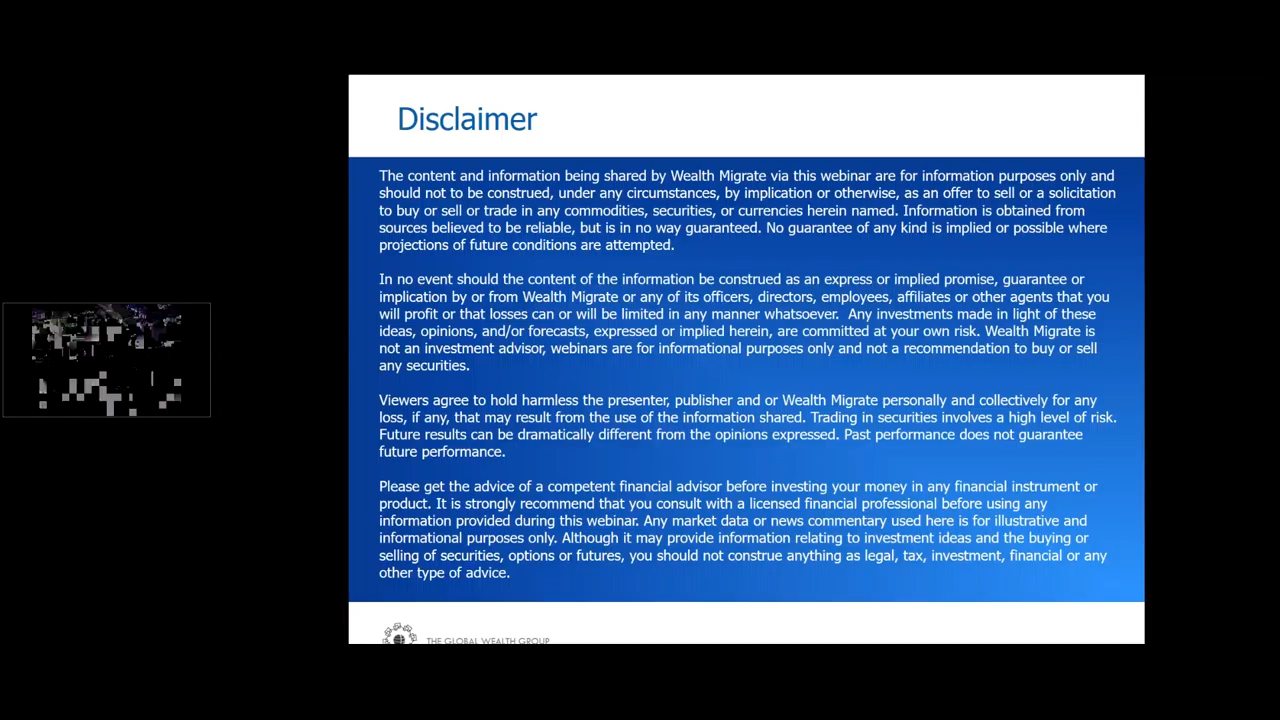 Disclaimer
The content and information being shared by Wealth Migrate via this webinar are for information purposes only and
should not to be construed, under any circumstances, by implication or otherwise, as an offer to sell or a solicitation
to buy or sell or trade in any commodities, securities, or currencies herein named. Information is obtained from
sources believed to be reliable, but is in no way guaranteed. No guarantee of any kind is implied or possible where
projections of future conditions are attempted.
In no event should the content of the information be construed as an express or implied promise, guarantee or
implication by or from Wealth Migrate or any of its officers, directors, employees, affiliates or other agents that you
will profit or that losses can or will be limited in any manner whatsoever.  Any investments made in light of these
ideas, opinions, and/or forecasts, expressed or implied herein, are committed at your own risk. Wealth Migrate is
not an investment advisor, webinars are for informational purposes only and not a recommendation to buy or sell
any securities.
Viewers agree to hold harmless the presenter, publisher and or Wealth Migrate personally and collectively for any
loss, if any, that may result from the use of the information shared. Trading in securities involves a high level of risk.
Future results can be dramatically different from the opinions expressed. Past performance does not guarantee
future performance.
Please get the advice of a competent financial advisor before investing your money in any financial instrument or
product. It is strongly recommend that you consult with a licensed financial professional before using any
information provided during this webinar. Any market data or news commentary used here is for illustrative and
informational purposes only. Although it may provide information relating to investment ideas and the buying or
selling of securities, options or futures, you should not construe anything as legal, tax, investment, financial or any
other type of advice.
THE GLOBAL WEALTH GROUP